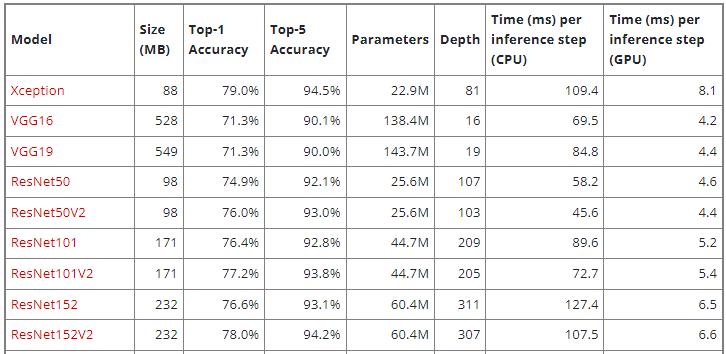 Model Size (MB) Top-1 Accuracy Top-5 Accuracy Parameters Depth Time (ms) per inference step (CPU) Time (ms) per inference step (GPU)
Xception 88 79.0% 94.5% 22.9M 81 109.4 8.1
VGG16 528 71.3% 90.1% 138.4M 16 69.5 4.2
VGG19 549 71.3% 90.0% 143.7M 19 84.8 4.4
ResNet50 98 74.9% 92.1% 25.6M 107 58.2 4.6
ResNet50V2 98 76.0% 93.0% 25.6M 103 45.6 4.4
ResNet101 171 76.4% 92.8% 44.7M 209 89.6 5.2
ResNet101V2 171 77.2% 93.8% 44.7M 205 72.7 5.4
ResNet152 232 76.6% 93.1% 60.4M 311 127.4 6.5
ResNet152V2 232 78.0% 94.2% 60.4M 307 107.5 6.6